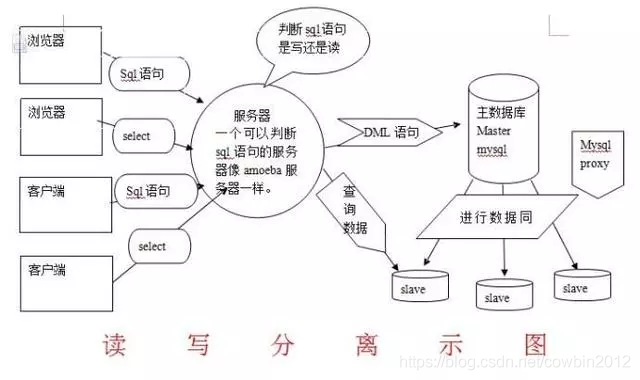 浏览器
浏览器
客户端
客户端
Sql 语句
select
Sql 语句
select
判断 sql 语句
是写还是读
服务器
一个可以判断
sql 语句的服务
器像 amoeba 服
务器一样。
DML 语句
查
询
数据
主数据库
Master
mysql
Mysql
proxy
进行数据同
slave
slave
slave
读写分离示图
https://blog.csdn.net/cowbin2012